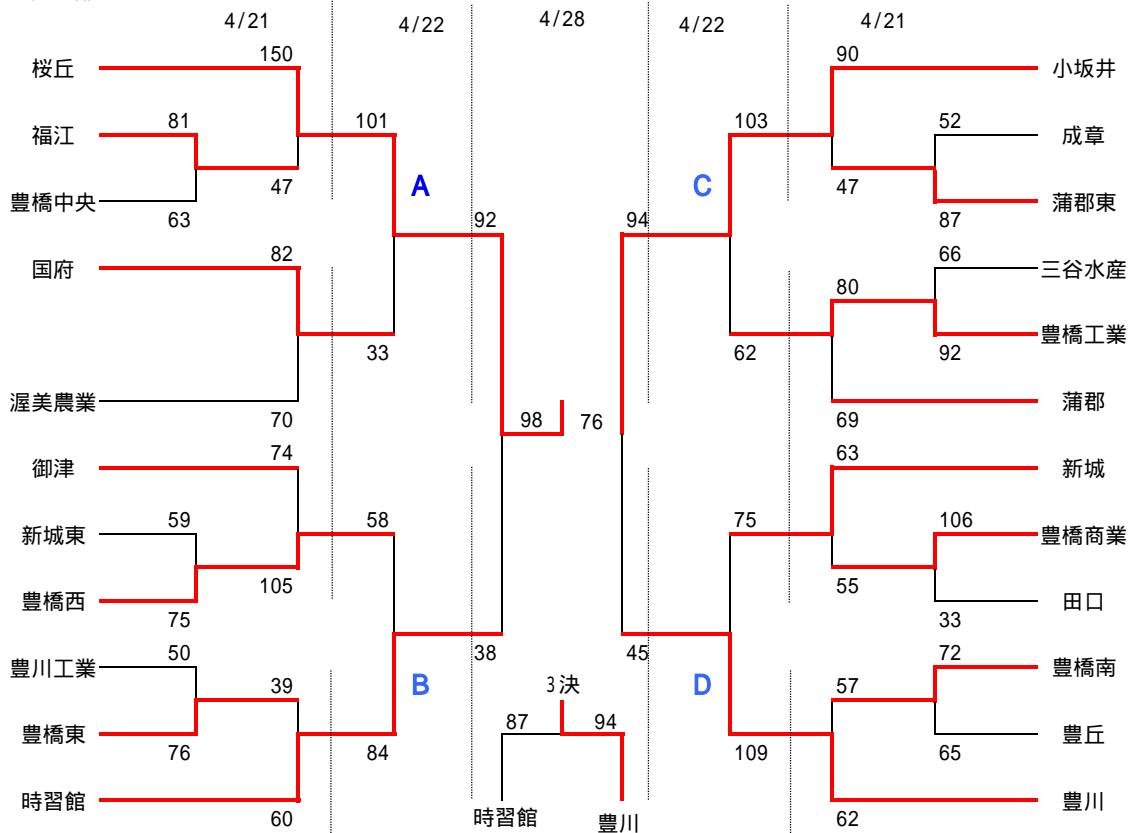 4/21 4/22 4/28 4/22 4/21
150 90
桜丘 小坂井
81 101 103 52
福江 成章
47 A C 47
豊橋中央 蒲郡東
63 92 94 87
82 66
国府 三谷水産
80
33 62 豊橋工業
92
渥美農業 蒲郡
70 98 76 69
74 63
御津 新城
59 58 75 106
新城東 豊橋商業
105 55
豊橋西 田口
75 33
50 38 45 72
豊川工業 豊橋南
39 B 3決 D 57
87 94
豊橋東 豊丘
76 84 109 65
時習館 豊川
60 時習館 豊川 62